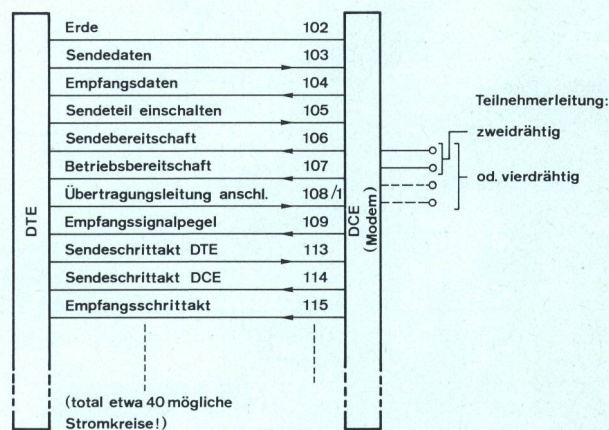 Erde 102
Sendedaten 103
Empfangsdaten 104
Sendeteil einschalten 105
Sendebereitschaft 106
Betriebsbereitschaft 107
Übertragungsleitung anschl. 108/1
Empfangssignalpegel 109
Sendeschrittakt DTE 113
Sendeschrittakt DCE 114
Empfangsschrittakt 115
(total etwa 40 mögliche
Stromkreise!)
DTE
DCE
(Modem)
Teilnehmerleitung:
zweidrähtig
od. vierdrähtig